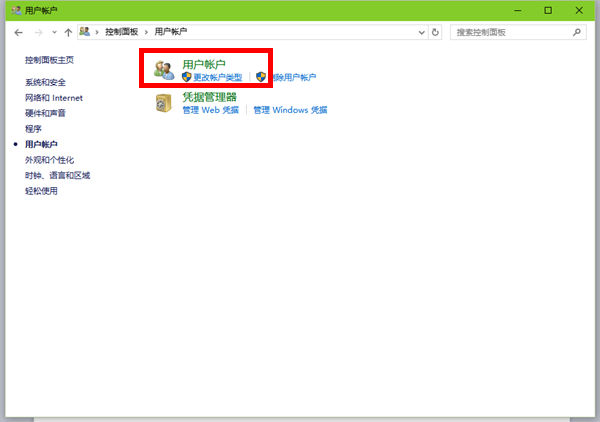 用户帐户
控制面板 用户帐户
搜索控制面板
控制面板主页
系统和安全
网络和 Internet
硬件和声音
程序
用户帐户
外观和个性化
时钟、语言和区域
轻松使用
用户帐户
更改帐户类型 删除用户帐户
凭据管理器
管理 Web 凭据 管理 Windows 凭据